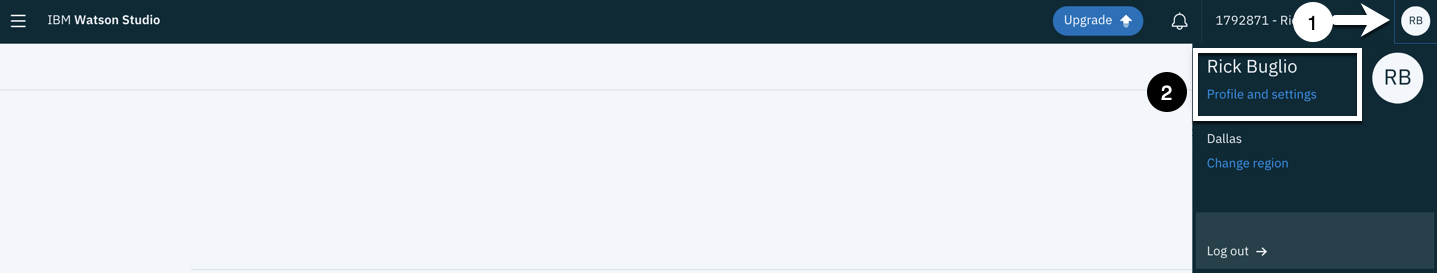 IBM Watson Studio
Upgrade
1792871 - Ri
1
RB
Rick Buglio
RB
2
Profile and settings
Dallas
Change region
Log out →